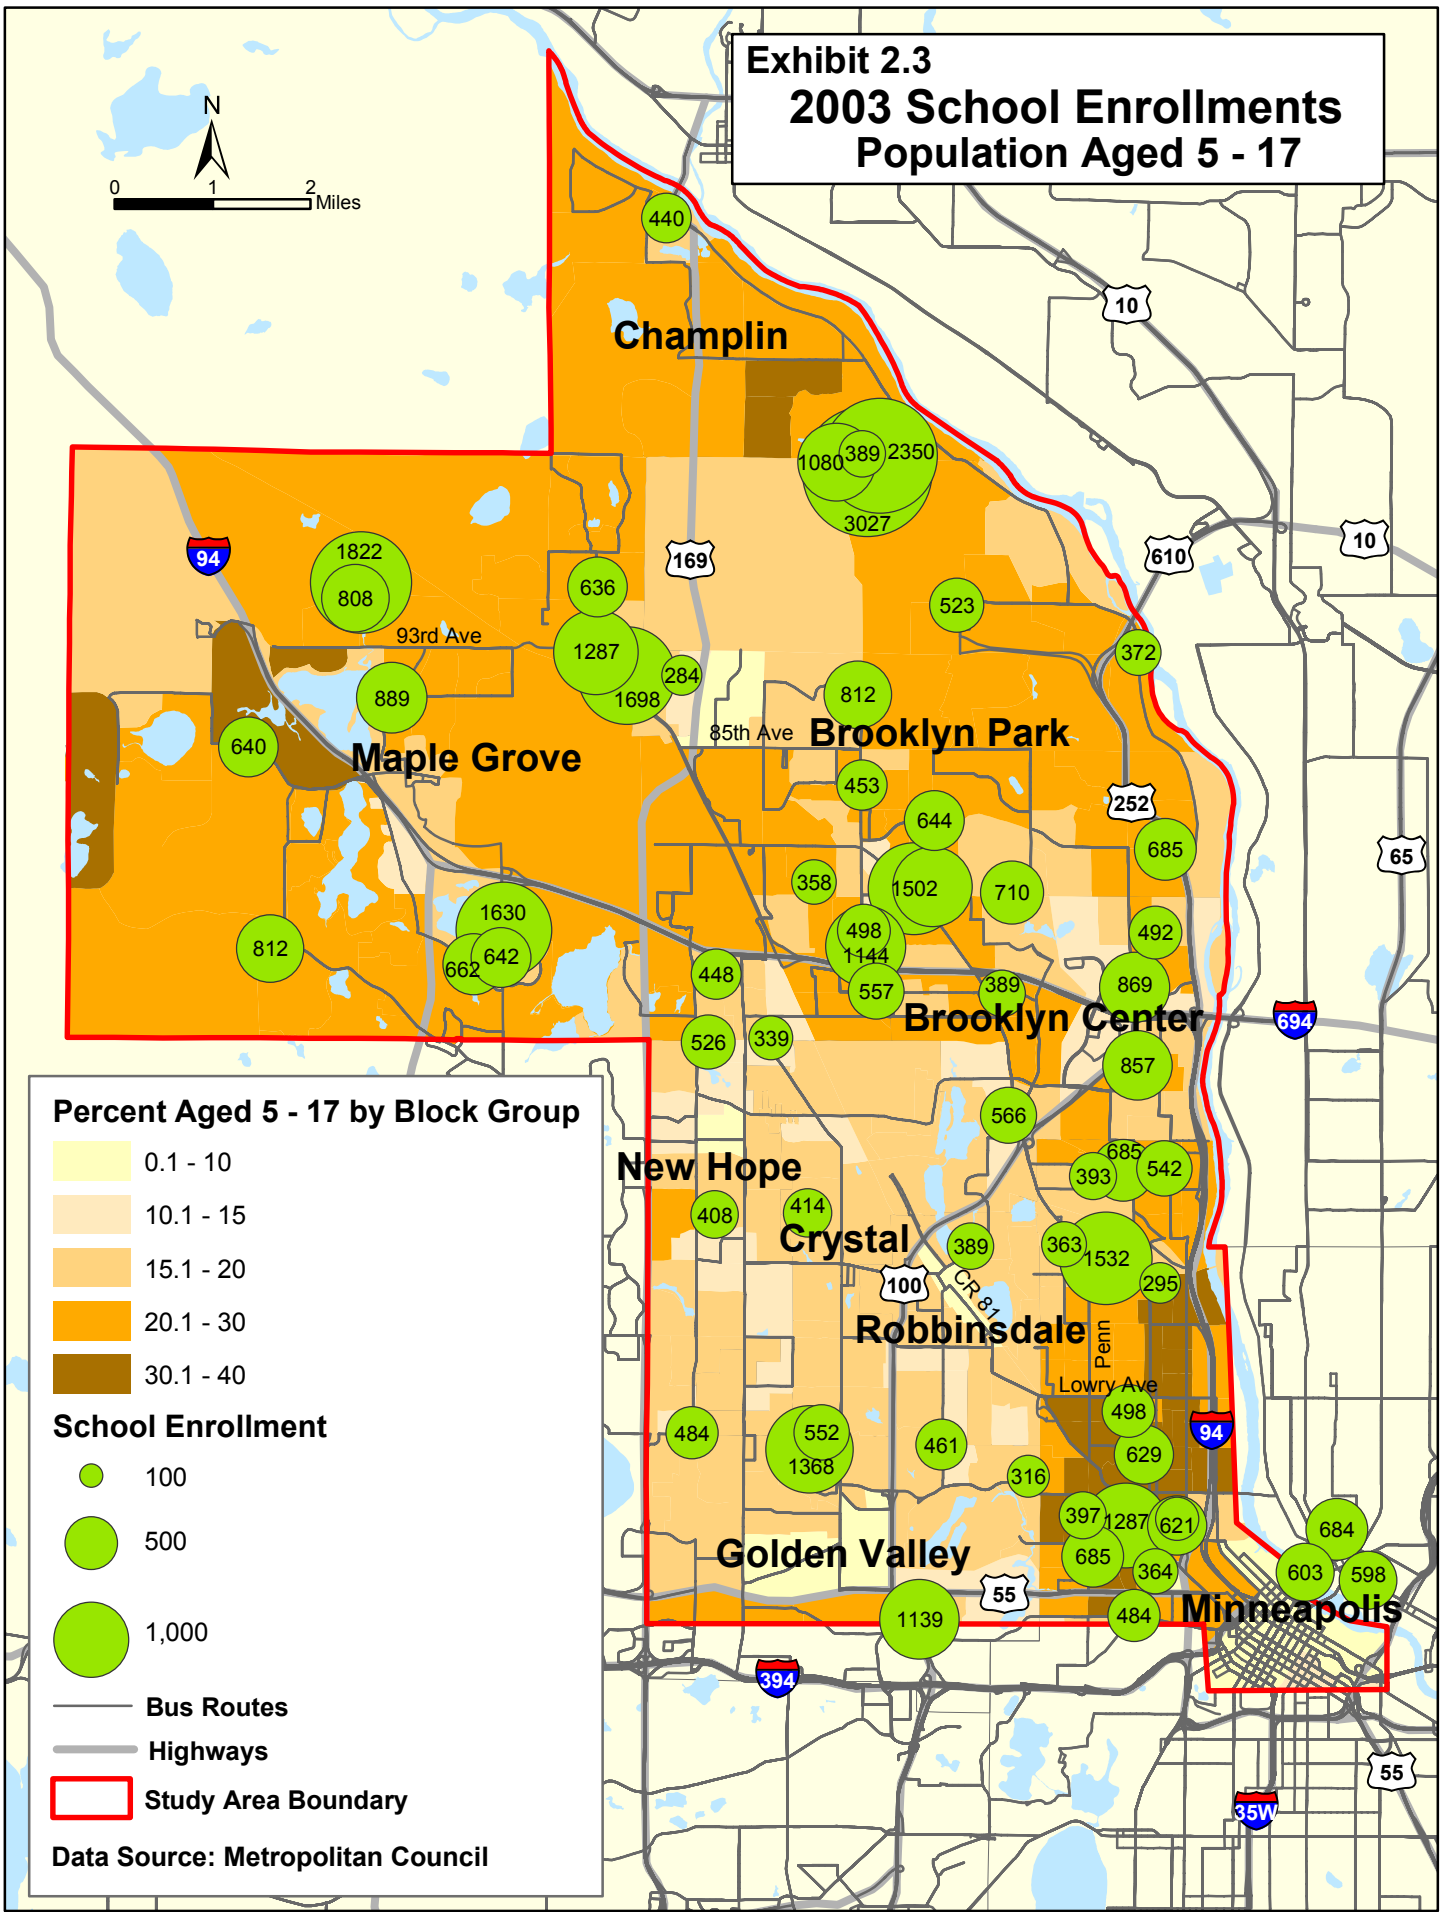 Exhibit 2.3
2003 School Enrollments
Population Aged 5 - 17
N
0 1 2
Miles
440
10
Champlin
1080 389 2350
3027
94
1822
808
169
610
10
636
523
93rd Ave
1287
284
1698
372
889
812
640
85th Ave
Brooklyn Park
Maple Grove
453
252
644
685
65
358
1502
710
1630
498
492
812
662
642
1144
448
557
389
869
Brooklyn Center
694
526
339
857
566
New Hope
685
393
542
408
414
Crystal
389
363
1532
100
CR 81
295
Robbinsdale
Penn
Lowry Ave
498
484
552
461
94
1368
629
316
397
1287
621
684
Golden Valley
685
364
603
598
55
1139
484
Minneapolis
394
55
35W
Percent Aged 5 - 17 by Block Group
0.1 - 10
10.1 - 15
15.1 - 20
20.1 - 30
30.1 - 40
School Enrollment
100
500
1,000
Bus Routes
Highways
Study Area Boundary
Data Source: Metropolitan Council